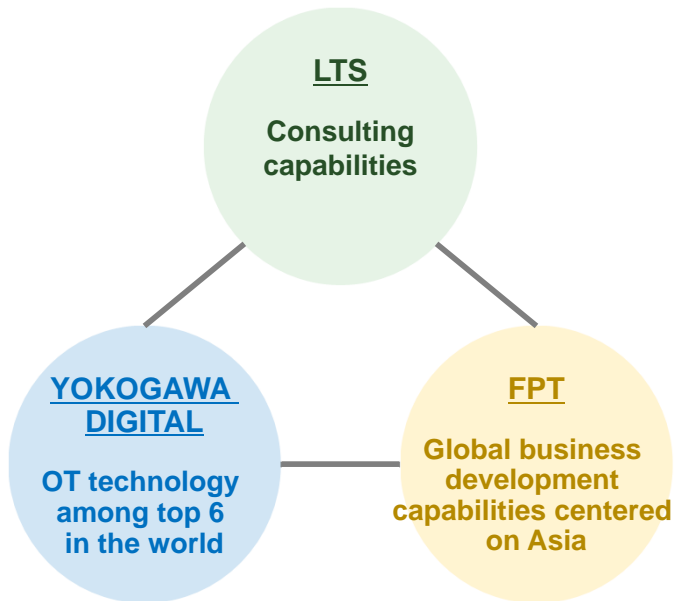 LTS
Consulting
capabilities
YOKOGAWA
DIGITAL
OT technology
among top 6
in the world
FPT
Global business
development
capabilities centered
on Asia